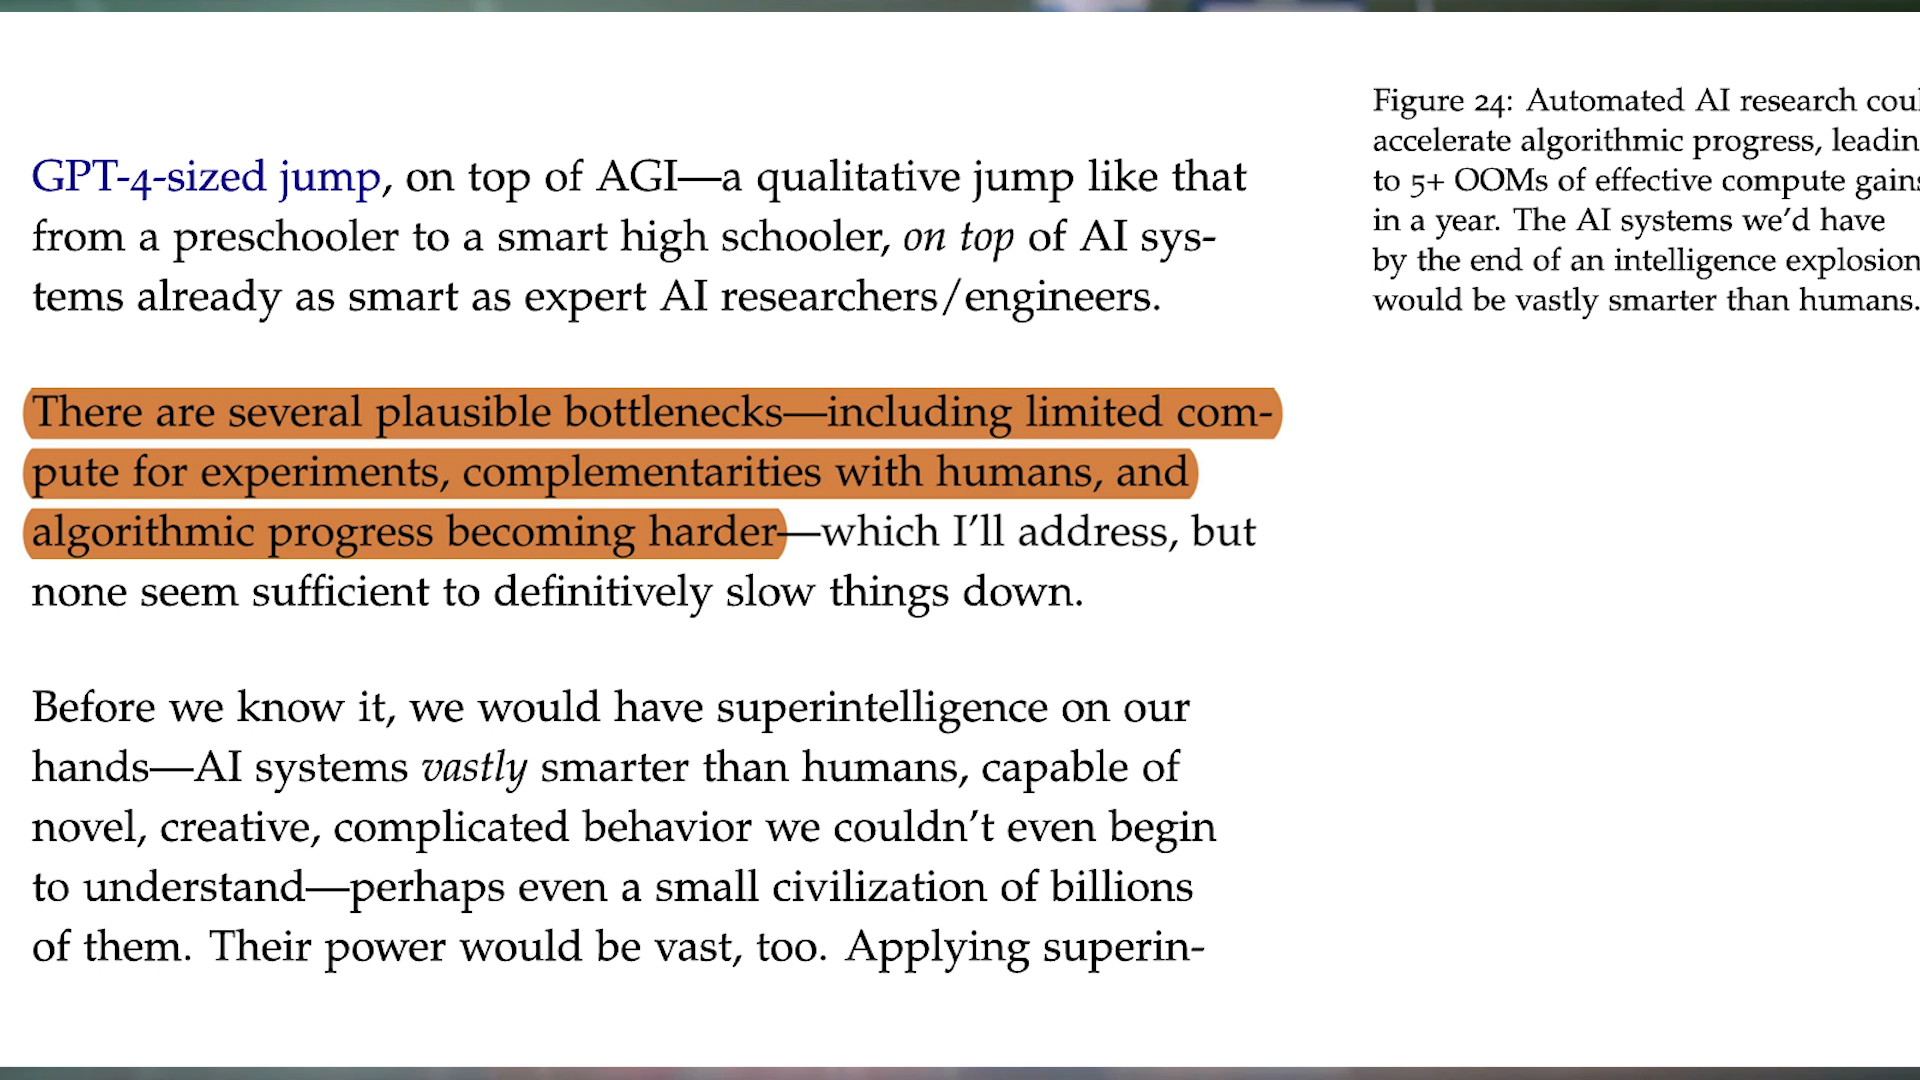 GPT-4-sized jump, on top of AGI—a qualitative jump like that
from a preschooler to a smart high schooler, on top of AI sys-
tems already as smart as expert AI researchers/engineers.
There are several plausible bottlenecks—including limited com-
pute for experiments, complementarities with humans, and
algorithmic progress becoming harder—which I'll address, but
none seem sufficient to definitively slow things down.
Before we know it, we would have superintelligence on our
hands—AI systems vastly smarter than humans, capable of
novel, creative, complicated behavior we couldn't even begin
to understand—perhaps even a small civilization of billions
of them. Their power would be vast, too. Applying superin-
Figure 24: Automated AI research coul
accelerate algorithmic progress, leadin
to 5+ OOMs of effective compute gains
in a year. The AI systems we'd have
by the end of an intelligence explosion
would be vastly smarter than humans.